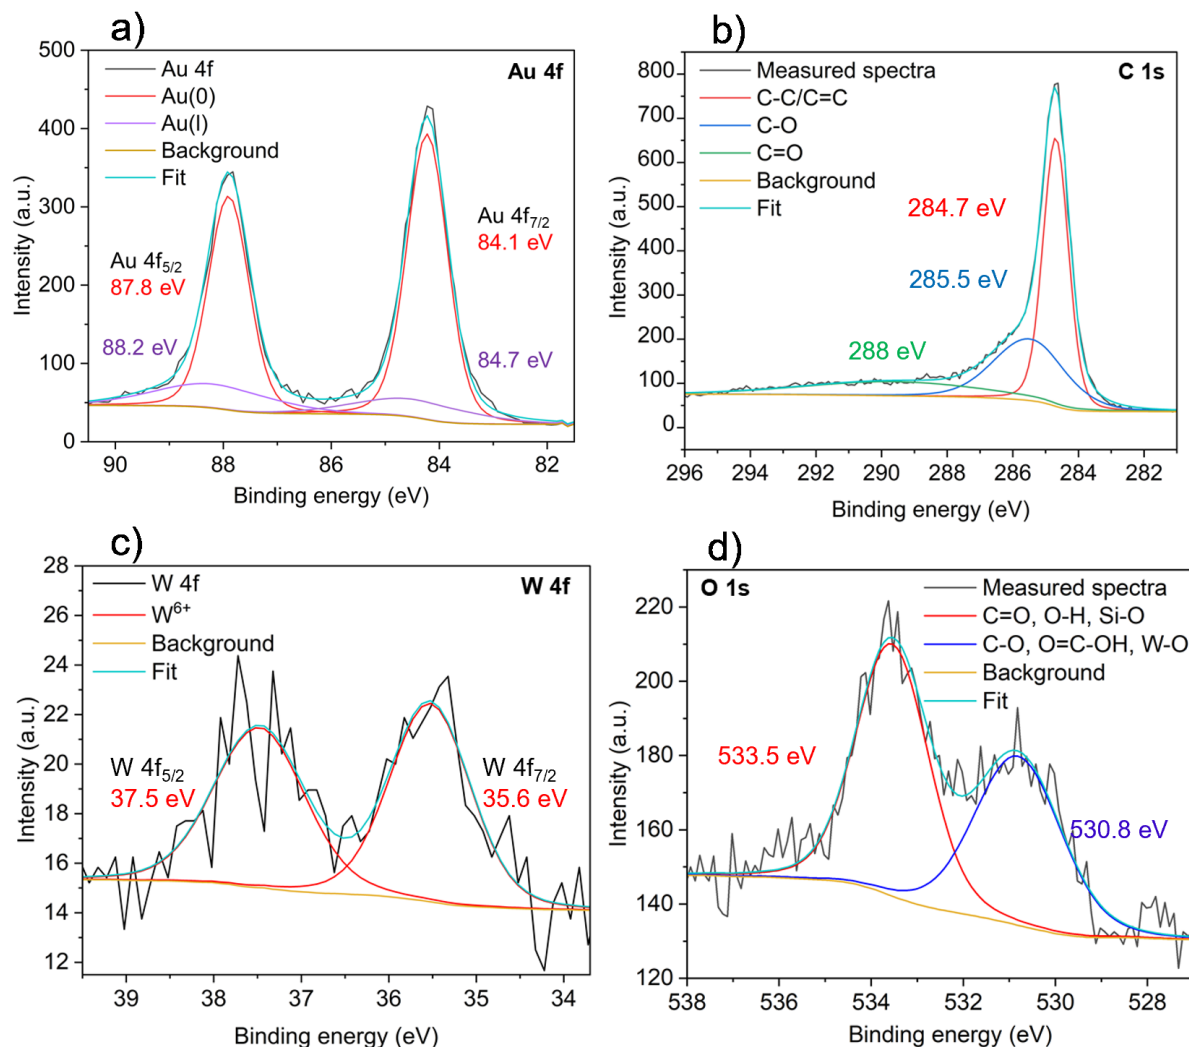 a)
500
400
300
200
100
0
Intensity (a.u.)
Au 4f
Au(0)
Au(I)
Background
Fit
Au 4f
Au 4f5/2
87.8 eV
88.2 eV
Au 4f7/2
84.1 eV
84.7 eV
90 88 86 84 82
Binding energy (eV)
b)
800
700
600
500
400
300
200
100
0
Intensity (a.u.)
Measured spectra
C-C/C=C
C-O
C=O
Background
Fit
C 1s
284.7 eV
285.5 eV
288 eV
296 294 292 290 288 286 284 282
Binding energy (eV)
c)
28
26
24
22
20
18
16
14
12
Intensity (a.u.)
W 4f
W6+
Background
Fit
W 4f
W 4f5/2
37.5 eV
W 4f7/2
35.6 eV
39 38 37 36 35 34
Binding energy (eV)
d)
220
200
180
160
140
120
Intensity (a.u.)
O 1s
Measured spectra
C=O, O-H, Si-O
C-O, O=C-OH, W-O
Background
Fit
533.5 eV
530.8 eV
538 536 534 532 530 528
Binding energy (eV)